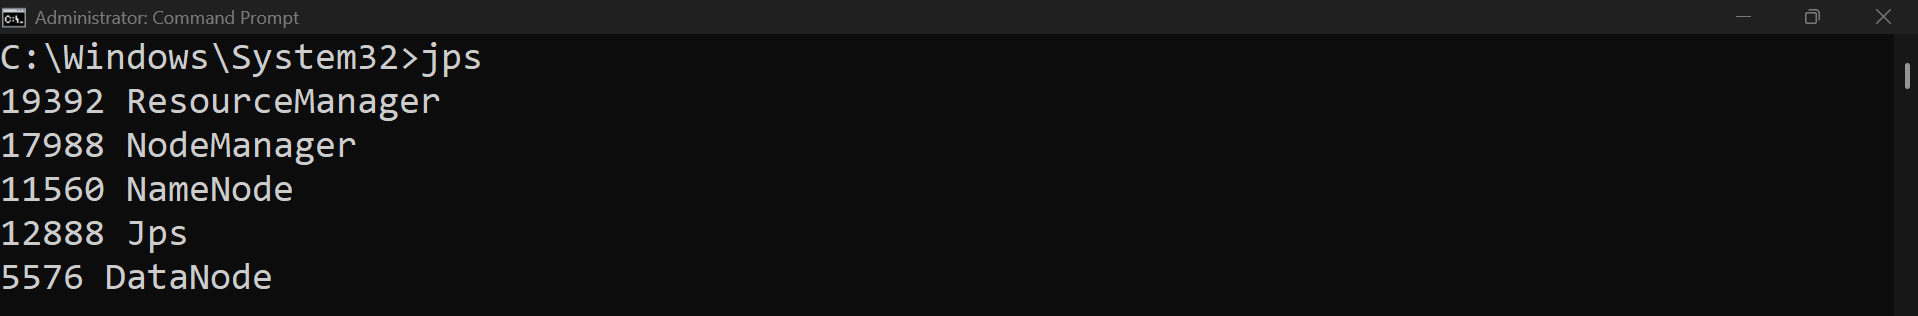 Administrator: Command Prompt
C:\Windows\System32>jps
19392 ResourceManager
17988 NodeManager
11560 NameNode
12888 Jps
5576 DataNode